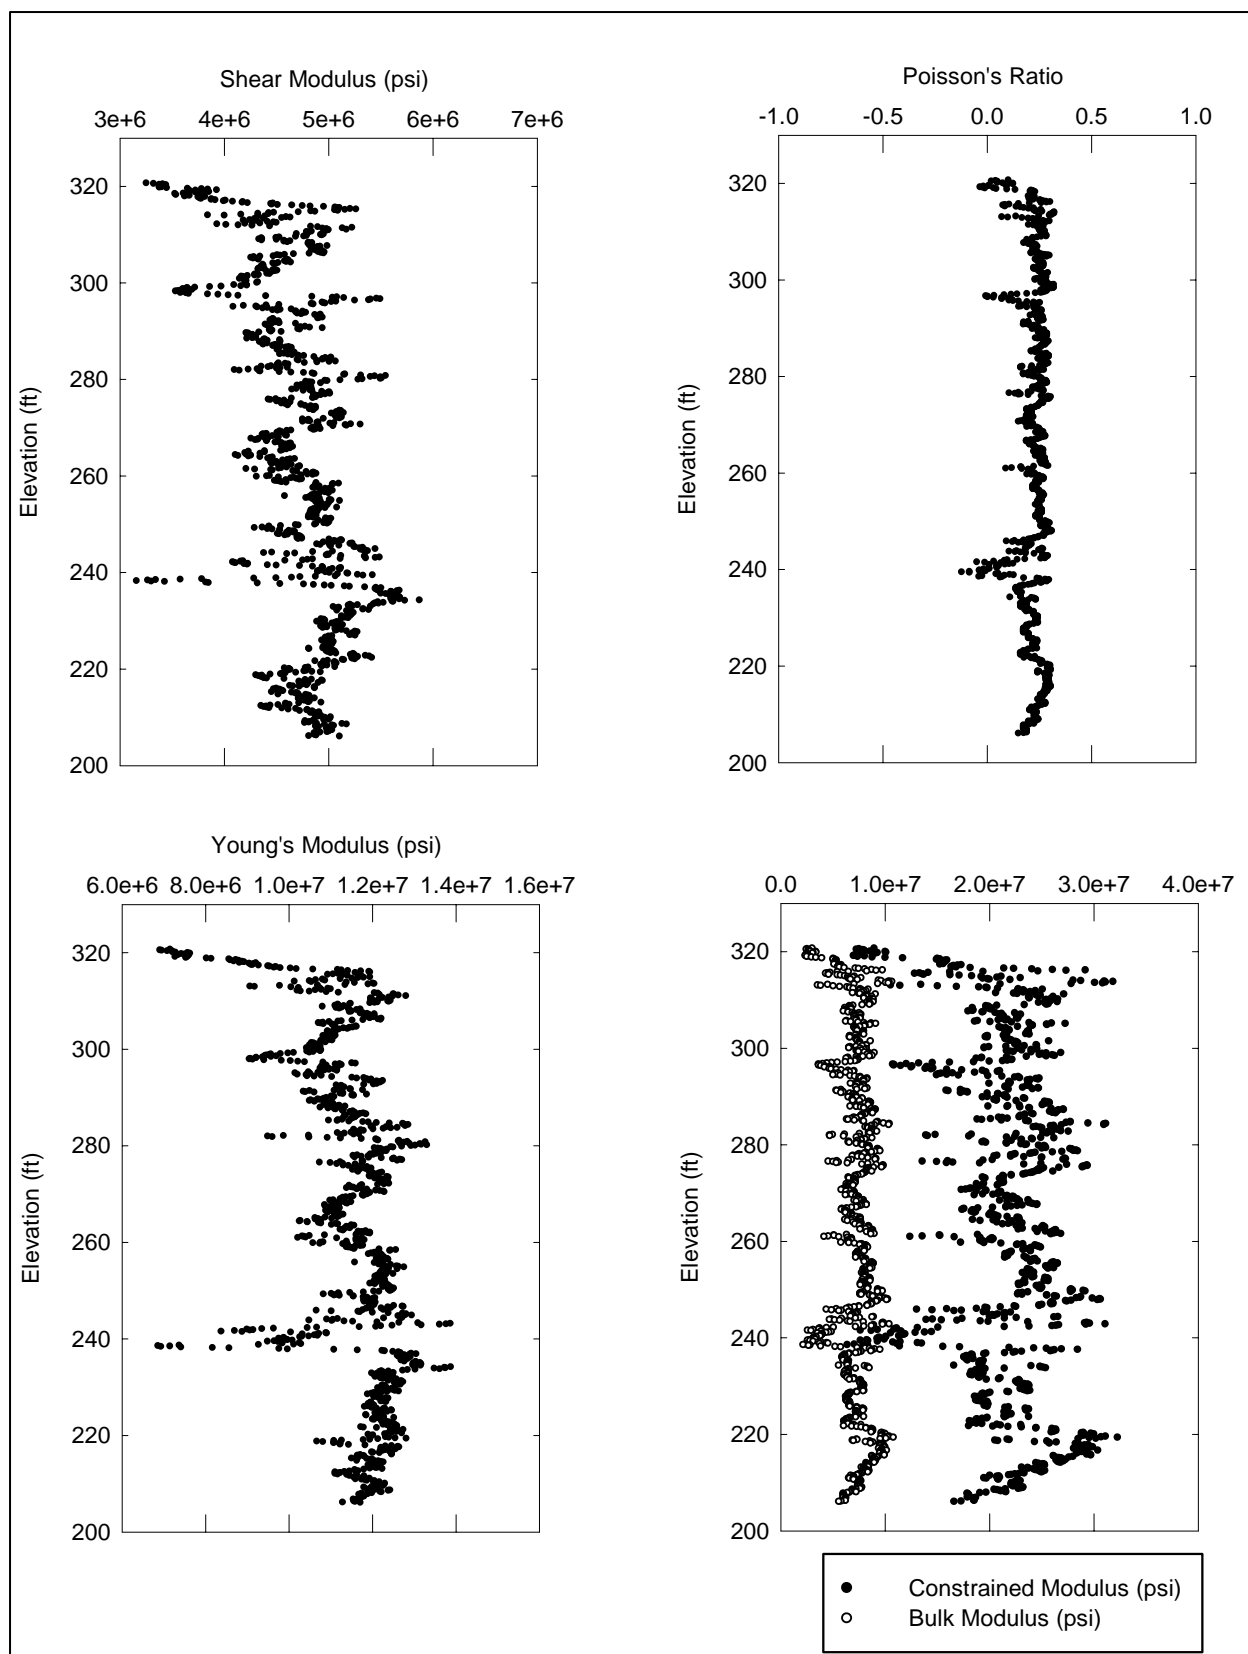 Shear Modulus (psi)
3e+6 4e+6 5e+6 6e+6 7e+6
Elevation (ft)
320
300
280
260
240
220
200
Poisson's Ratio
-1.0 -0.5 0.0 0.5 1.0
Elevation (ft)
320
300
280
260
240
220
200
Young's Modulus (psi)
6.0e+6 8.0e+6 1.0e+7 1.2e+7 1.4e+7 1.6e+7
Elevation (ft)
320
300
280
260
240
220
200
0.0 1.0e+7 2.0e+7 3.0e+7 4.0e+7
Elevation (ft)
320
300
280
260
240
220
200
Constrained Modulus (psi)
Bulk Modulus (psi)